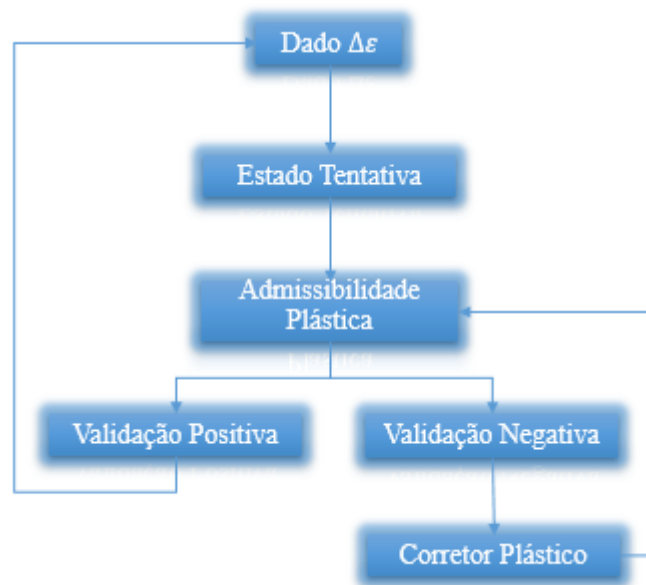 Dado Δε
Estado Tentativa
Admissibilidade
Plástica
Validação Positiva
Validação Negativa
Corretor Plástico